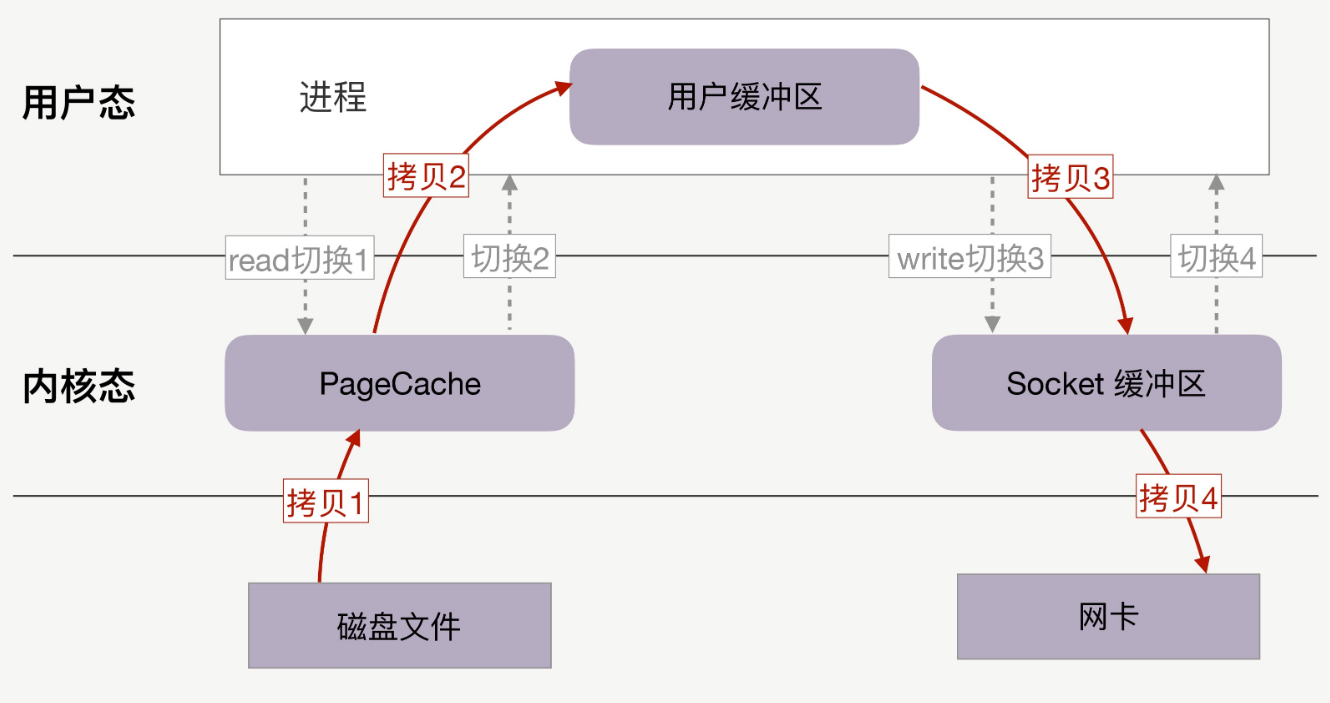 用户态
进程
用户缓冲区
拷贝2
拷贝3
read切换1
切换2
write切换3
切换4
内核态
PageCache
Socket 缓冲区
拷贝1
拷贝4
磁盘文件
网卡